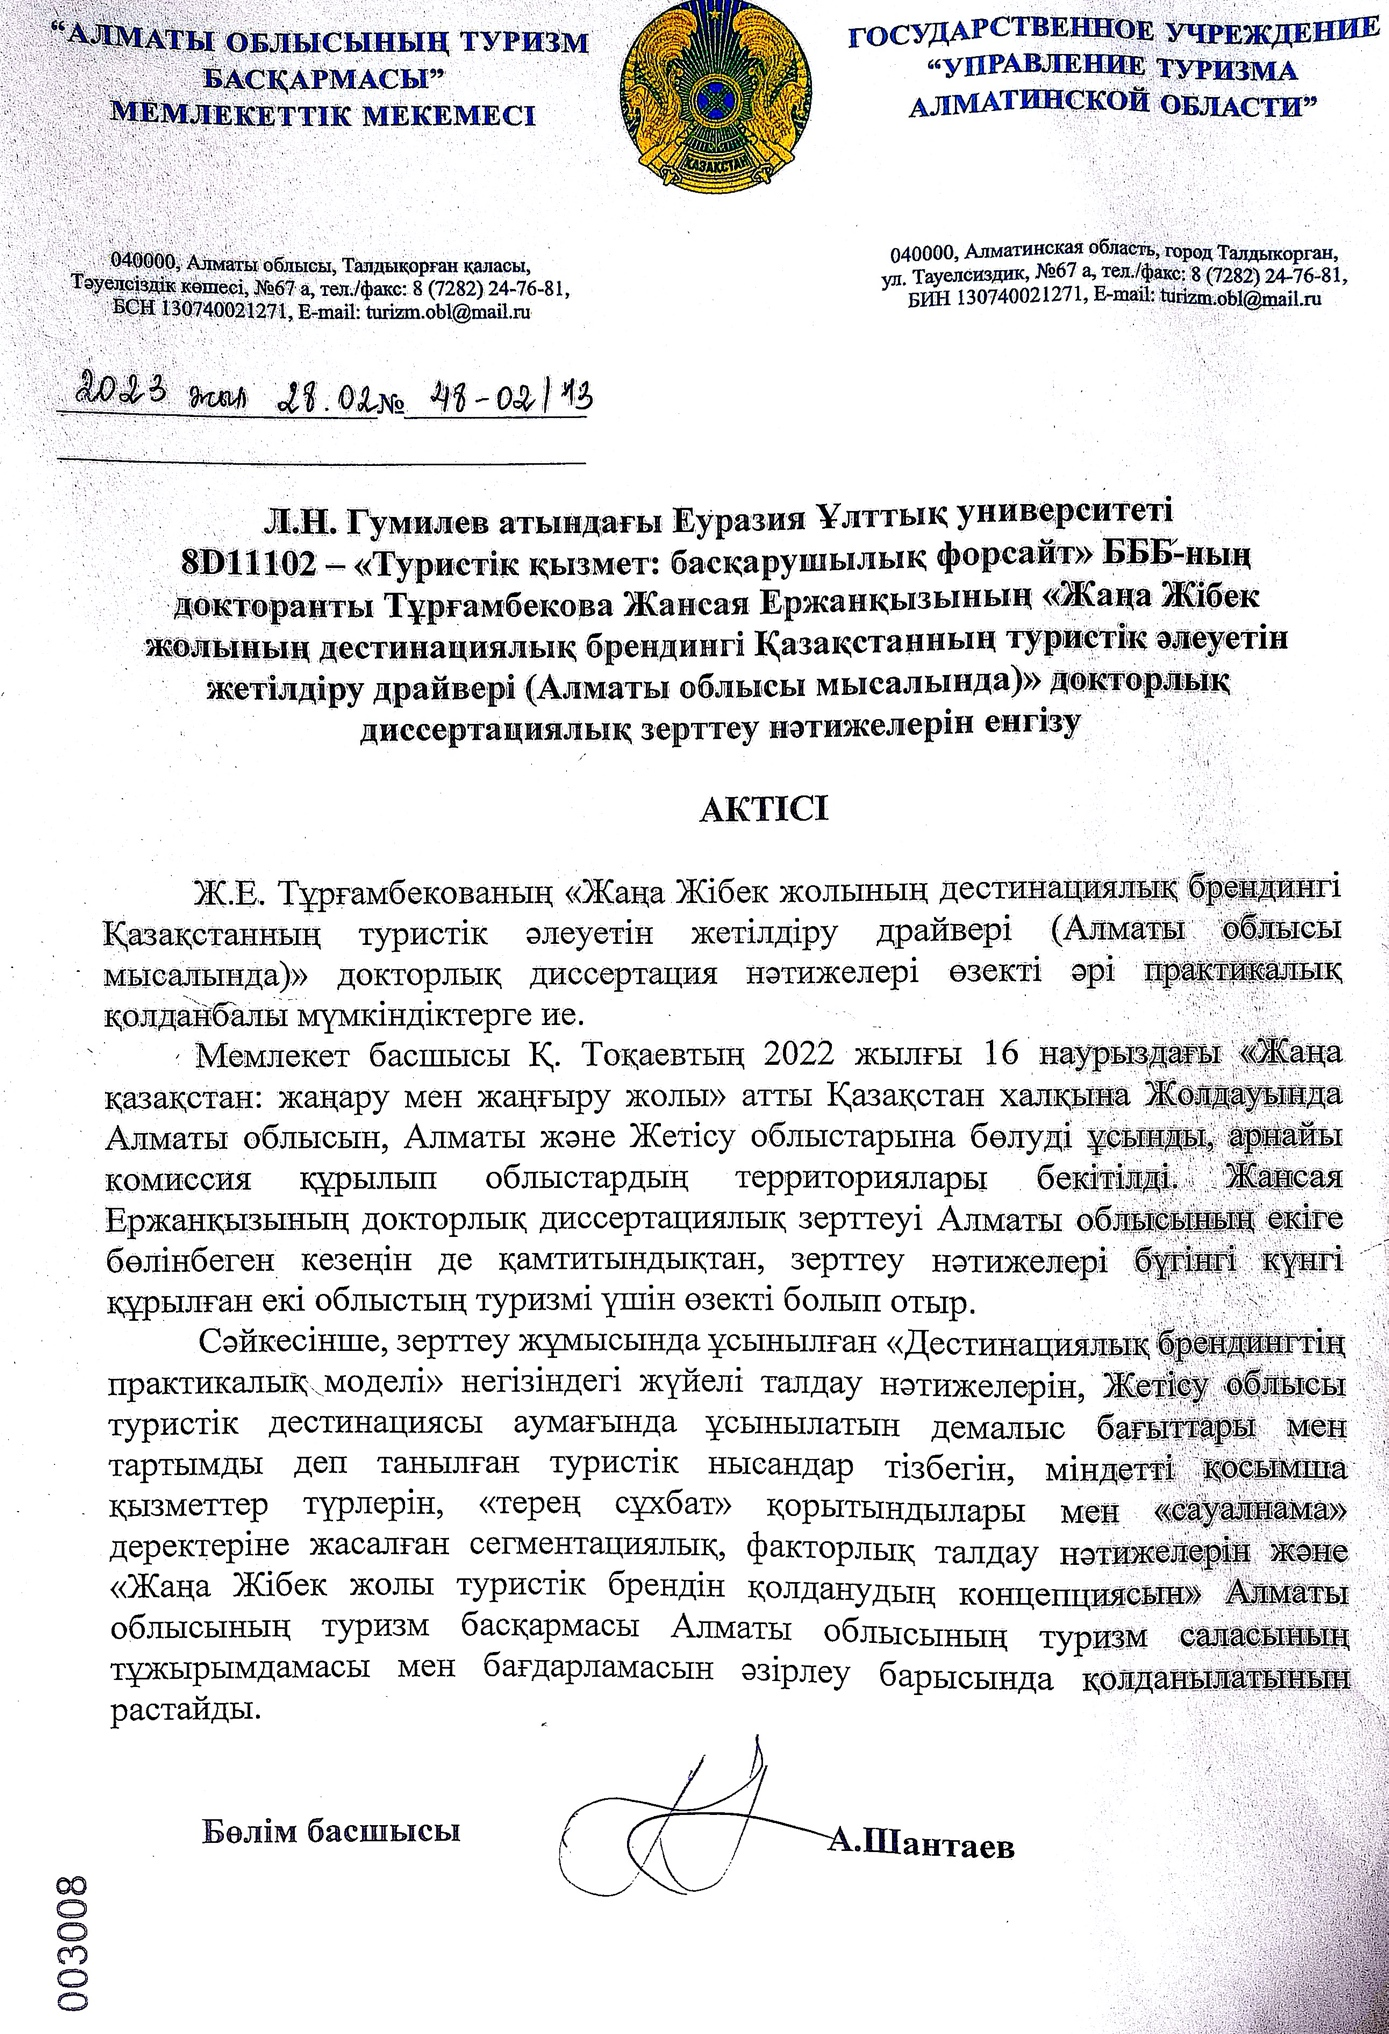 “АЛМАТЫ ОБЛЫСЫНЫҢ ТУРИЗМ
БАСҚАРМАСЫ”
МЕМЛЕКЕТТІК МЕКЕМЕСІ
ҚАЗАҚСТАН
ГОСУДАРСТВЕННОЕ УЧРЕЖДЕНИЕ
“УПРАВЛЕНИЕ ТУРИЗМА
АЛМАТИНСКОЙ ОБЛАСТИ”
040000, Алматы облысы, Талдықорған қаласы,
Тәуелсіздік көшесі, №67 а, тел./факс: 8 (7282) 24-76-81,
БСН 130740021271, E-mail: turizm.obl@mail.ru
040000, Алматинская область, город Талдыкорган,
ул. Тауелсиздик, №67 а, тел./факс: 8 (7282) 24-76-81,
БИН 130740021271, E-mail: turizm.obl@mail.ru
2023 жыл 28.02 № 48-02/13
Л.Н. Гумилев атындағы Еуразия Ұлттық университеті
8D11102 – «Туристік қызмет: басқарушылық форсайт» БББ-ның
докторанты Тұрғамбекова Жансая Ержанқызының «Жаңа Жібек
жолының дестинациялық брендингі Қазақстанның туристік әлеуетін
жетілдіру драйвері (Алматы облысы мысалында)» докторлық
диссертациялық зерттеу нәтижелерін енгізу
АКТІСІ
Ж.Е. Тұрғамбекованың «Жаңа Жібек жолының дестинациялық брендингі
Қазақстанның туристік әлеуетін жетілдіру драйвері (Алматы облысы
мысалында)» докторлық диссертация нәтижелері өзекті әрі практикалық
қолданбалы мүмкіндіктерге ие.
Мемлекет басшысы Қ. Тоқаевтың 2022 жылғы 16 наурыздағы «Жаңа
қазақстан: жаңару мен жаңғыру жолы» атты Қазақстан халқына Жолдауында
Алматы облысын, Алматы және Жетісу облыстарына бөлуді ұсынды, арнайы
комиссия құрылып облыстардың территориялары бекітілді. Жансая
Ержанқызының докторлық диссертациялық зерттеуі Алматы облысының екіге
бөлінбеген кезеңін де қамтитындықтан, зерттеу нәтижелері бүгінгі күнгі
құрылған екі облыстың туризмі үшін өзекті болып отыр.
Сәйкесінше, зерттеу жұмысында ұсынылған «Дестинациялық брендингтің
практикалық моделі» негізіндегі жүйелі талдау нәтижелерін, Жетісу облысы
туристік дестинациясы аумағында ұсынылатын демалыс бағыттары мен
тартымды деп танылған туристік нысандар тізбегін, міндетті қосымша
қызметтер түрлерін, «терең сұхбат» қорытындылары мен «сауалнама»
деректеріне жасалған сегментациялық, факторлық талдау нәтижелерін және
«Жаңа Жібек жолы туристік брендін қолданудың концепциясын» Алматы
облысының туризм басқармасы Алматы облысының туризм саласының
тұжырымдамасы мен бағдарламасын әзірлеу барысында қолданылатының
растайды.
Бөлім басшысы
А.Шантаев
003008